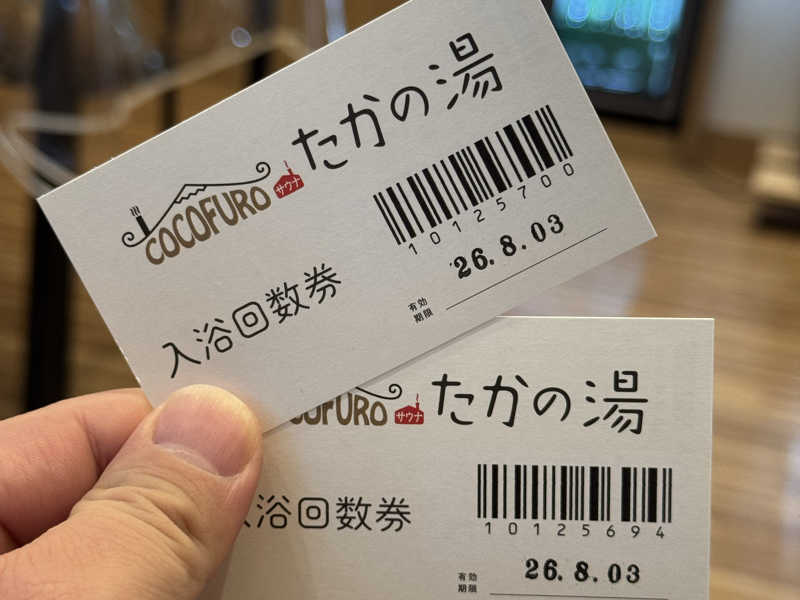 COCOFURO サウナ たかの湯
10125700
入浴回数券
有効
期限
26.8.03
COFURO サウナ たかの湯
10125694
入浴回数券
有効
期限
26.8.03